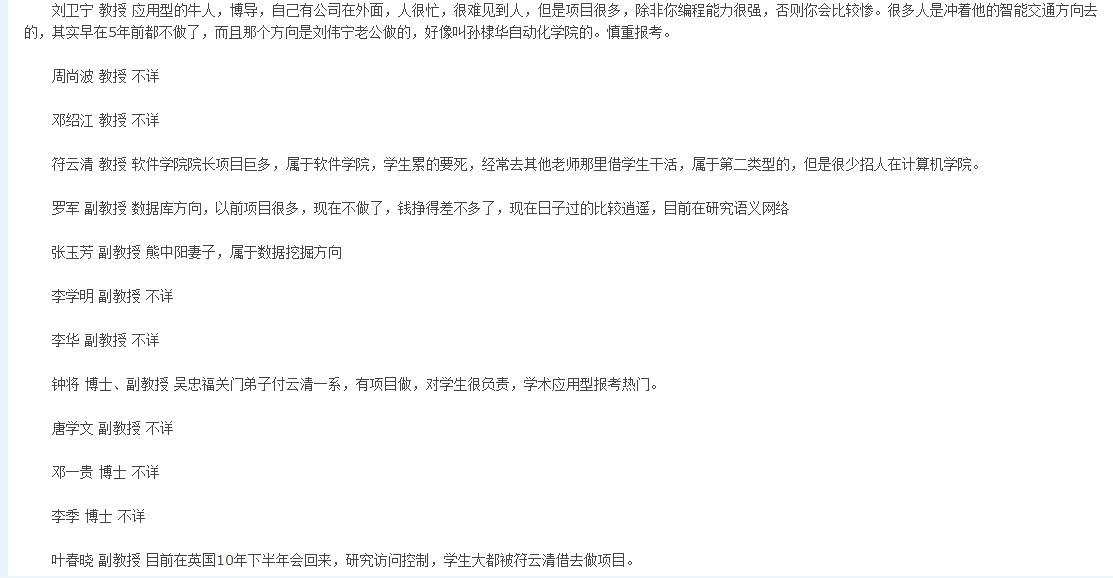 刘卫宁 教授 应用型的牛人，博导，自己有公司在外面，人很忙，很难见到人，但是项目很多，除非你编程能力很强，否则你会比较惨。很多人是冲着他的智能交通方向去
的，其实早在5年前都不做了，而且那个方向是刘伟宁老公做的，好像叫孙棣华自动化学院的。慎重报考。
周尚波 教授 不详
邓绍江 教授 不详
符云清 教授 软件学院院长项目巨多，属于软件学院，学生累的要死，经常去其他老师那里借学生干活，属于第二类型的，但是很少招人在计算机学院。
罗军 副教授 数据库方向，以前项目很多，现在不做了，钱挣得差不多了，现在日子过的比较逍遥，目前在研究语义网络
张玉芳 副教授 熊中阳妻子，属于数据挖掘方向
李学明 副教授 不详
李华 副教授 不详
钟将 博士、副教授 吴忠福关门弟子付云清一系，有项目做，对学生很负责，学术应用型报考热门。
唐学文 副教授 不详
邓一贵 博士 不详
李季 博士 不详
叶春晓 副教授 目前在英国10年下半年会回来，研究访问控制，学生大都被符云清借去做项目。